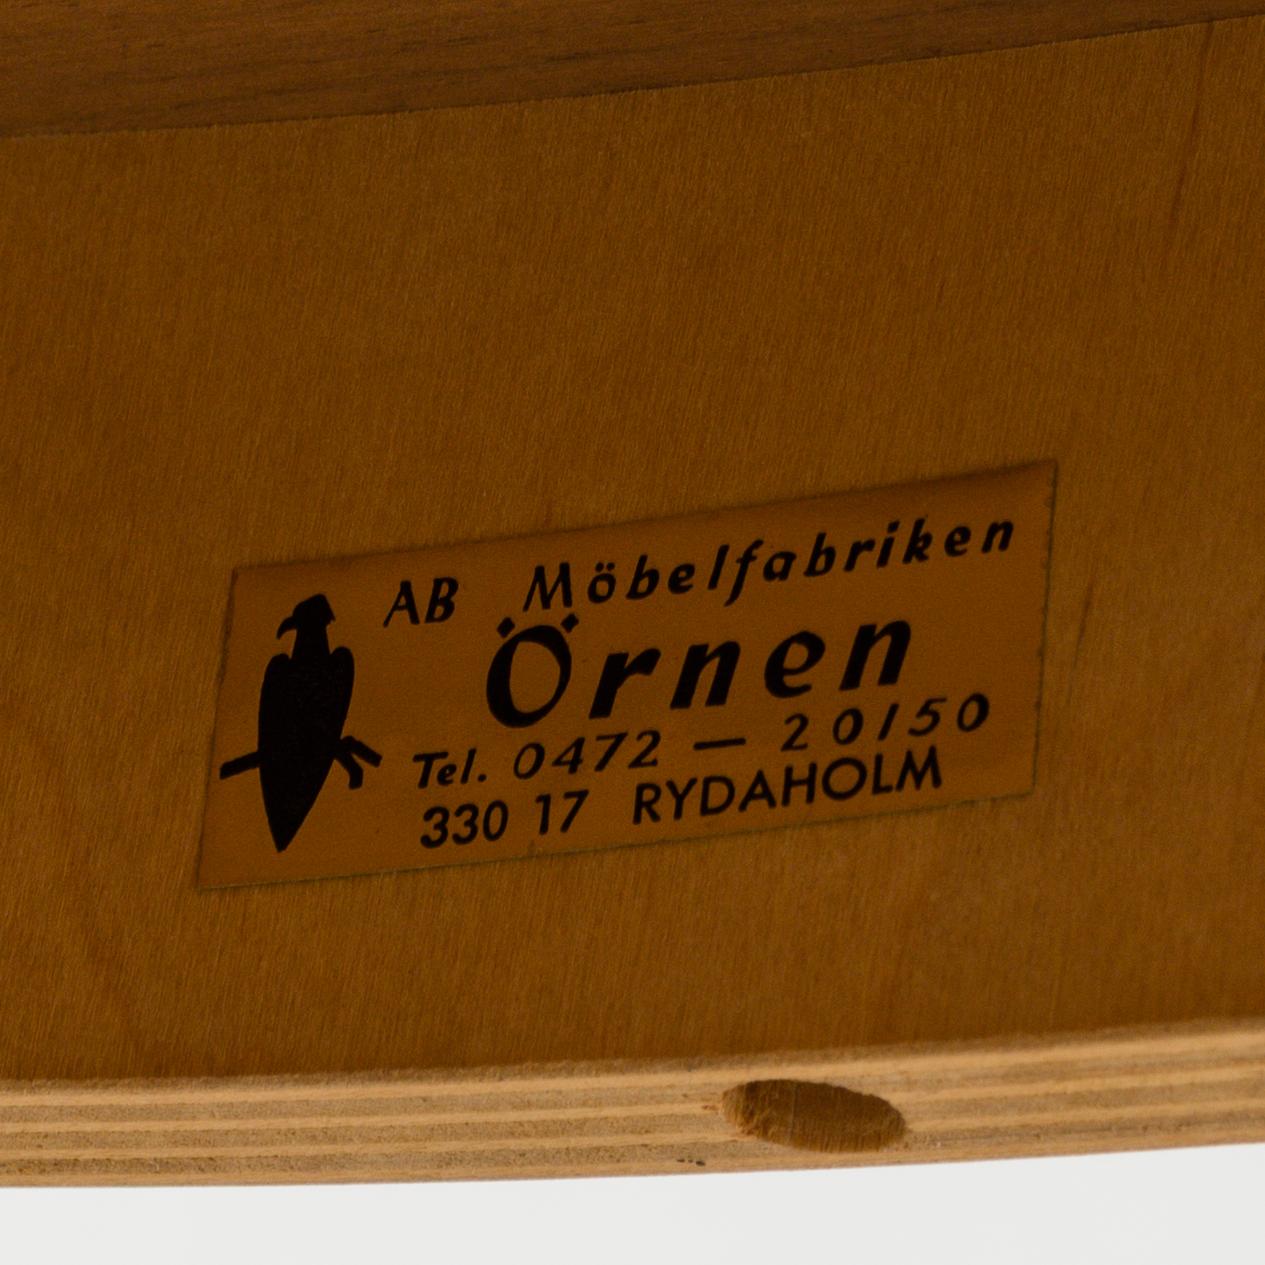 AB Möbelfabriken
Örnen
Tel. 0472 — 20150
330 17 RYDAHOLM